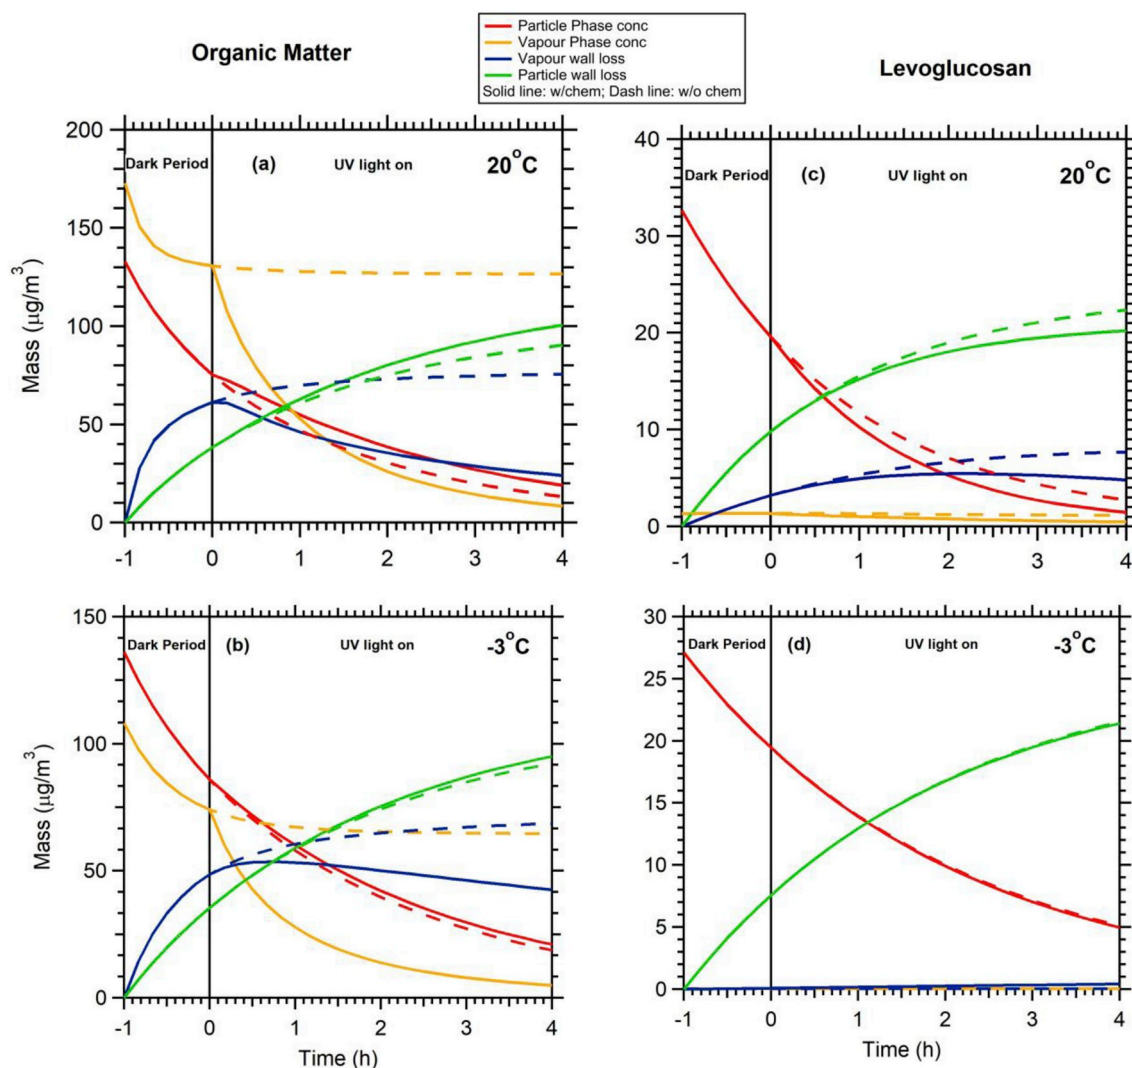 Organic Matter
Particle Phase conc
Vapour Phase conc
Vapour wall loss
Particle wall loss
Solid line: w/chem; Dash line: w/o chem
Levoglucosan
200
150
100
50
0
Mass (µg/m³)
Dark Period
(a)
UV light on
20°C
-1 0 1 2 3 4
40
30
20
10
0
Dark Period
(c)
UV light on
20°C
-1 0 1 2 3 4
150
100
50
0
Mass (µg/m³)
Dark Period
(b)
UV light on
-3°C
-1 0 1 2 3 4
Time (h)
30
25
20
15
10
5
0
Dark Period
(d)
UV light on
-3°C
-1 0 1 2 3 4
Time (h)